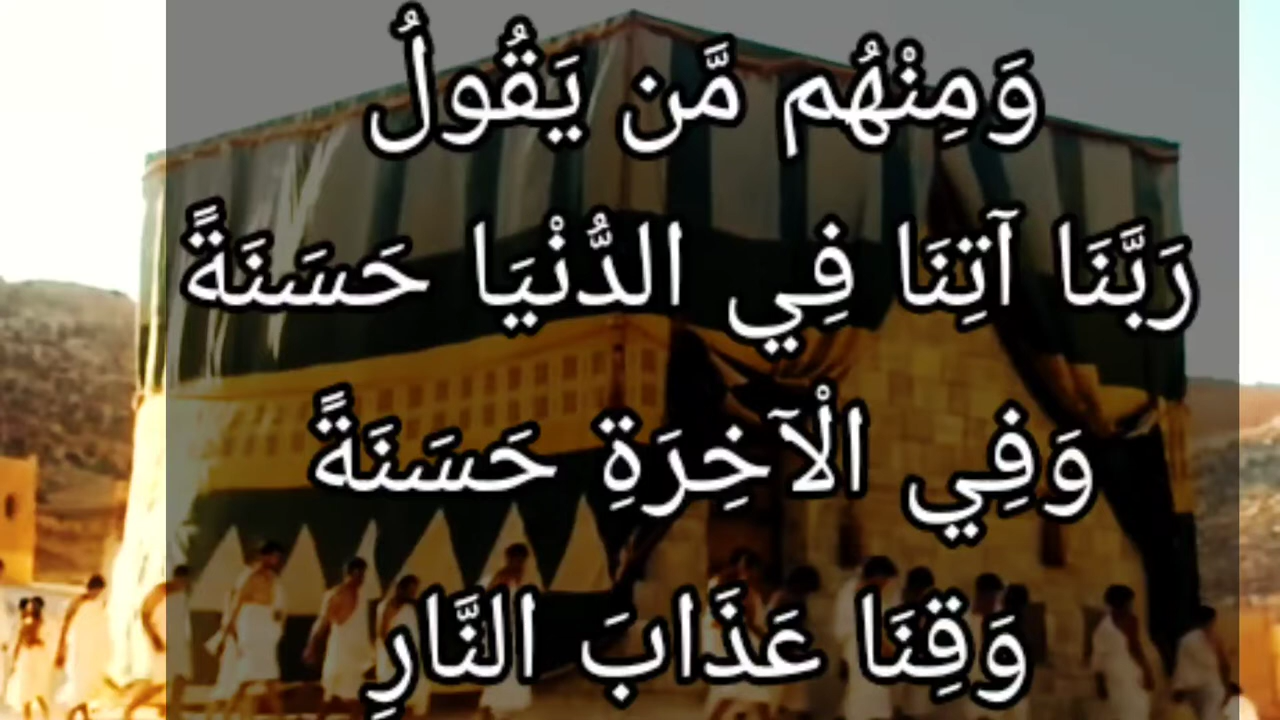 وَمِنْهُم مَّن يَقُولُ
رَبَّنَا آتِنَا فِي الدُّنْيَا حَسَنَةً
وَفِي الْآخِرَةِ حَسَنَةً
وَقِنَا عَذَابَ النَّارِ